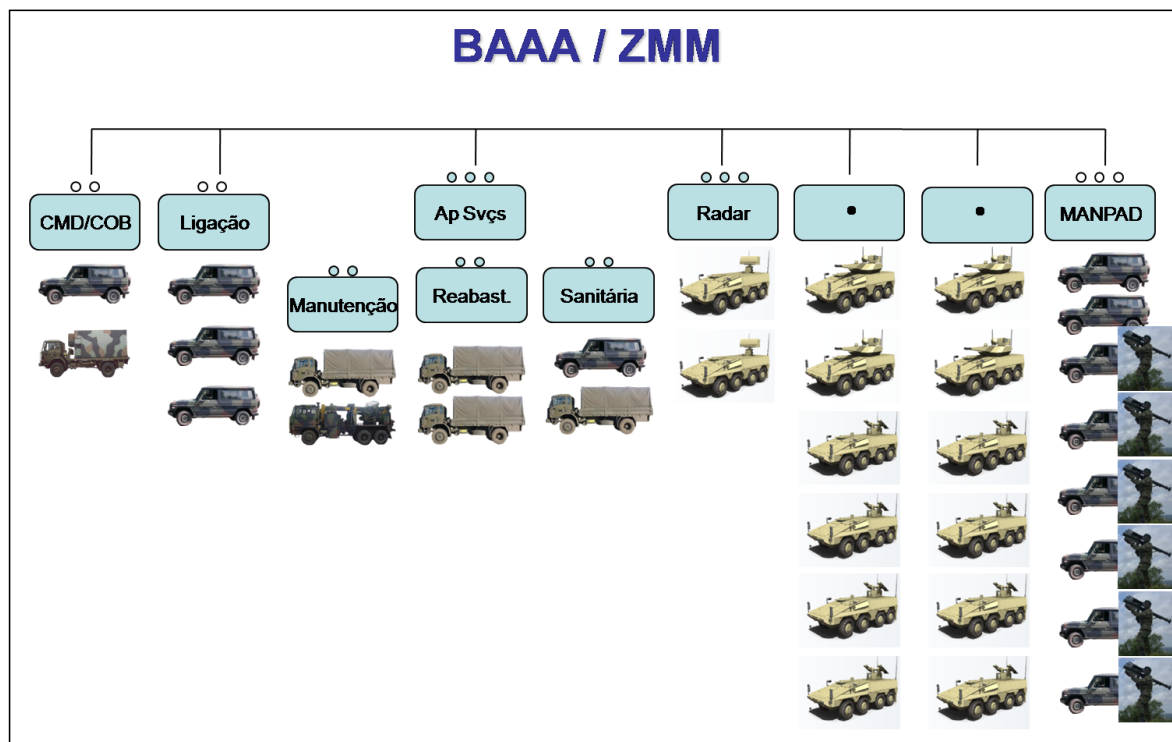 BAAA / ZMM
CMD/COB
Ligação
Ap Svçs
Radar
MANPAD
Manutenção
Reabast.
Sanitária